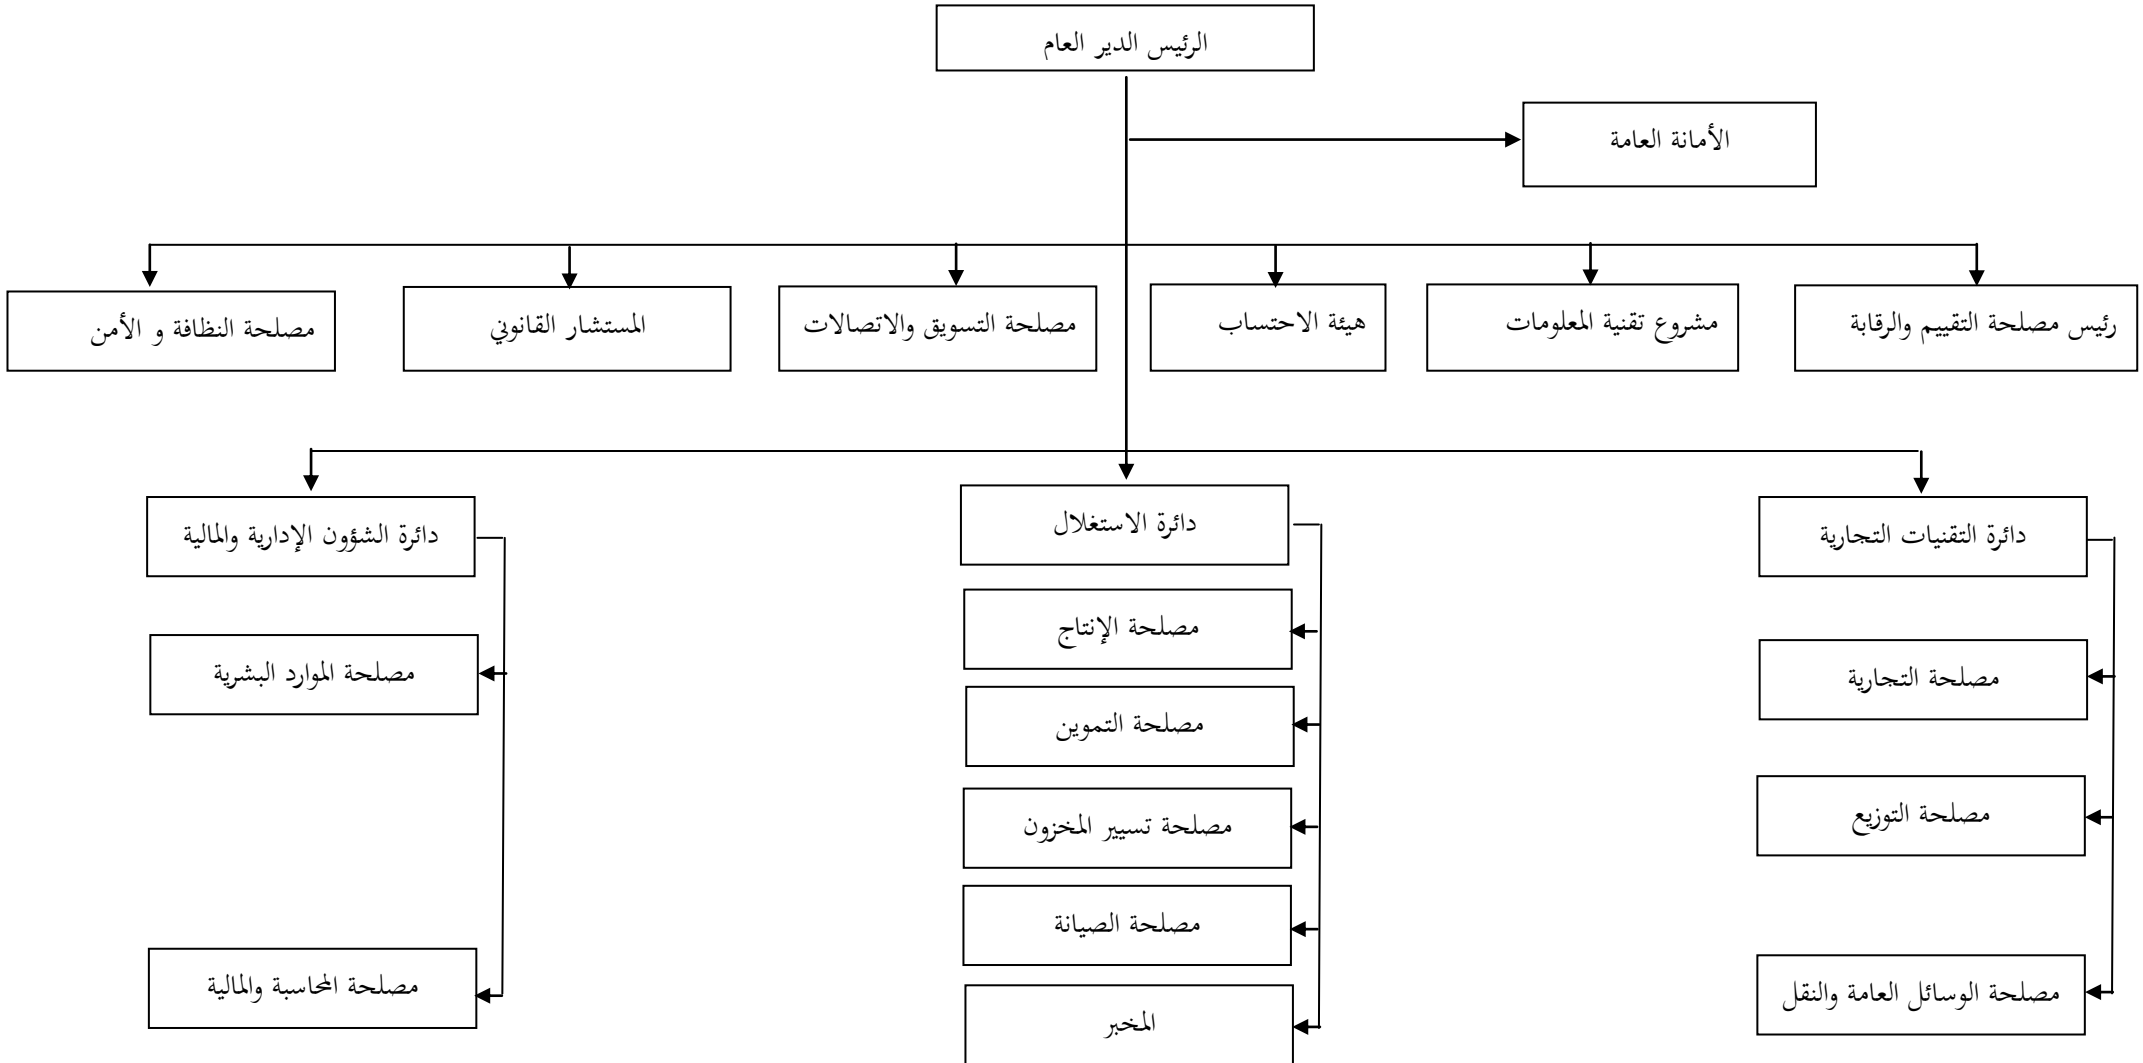 الرئيس الدير العام
الأمانة العامة
رئيس مصلحة التقييم والرقابة
مشروع تقنية المعلومات
هيئة الاحتساب
مصلحة التسويق والاتصالات
المستشار القانوني
مصلحة النظافة و الأمن
دائرة التقنيات التجارية
مصلحة التجارية
مصلحة التوزيع
مصلحة الوسائل العامة والنقل
دائرة الاستغلال
مصلحة الإنتاج
مصلحة التموين
مصلحة تسيير المخزون
مصلحة الصيانة
المخبر
دائرة الشؤون الإدارية والمالية
مصلحة الموارد البشرية
مصلحة المحاسبة والمالية